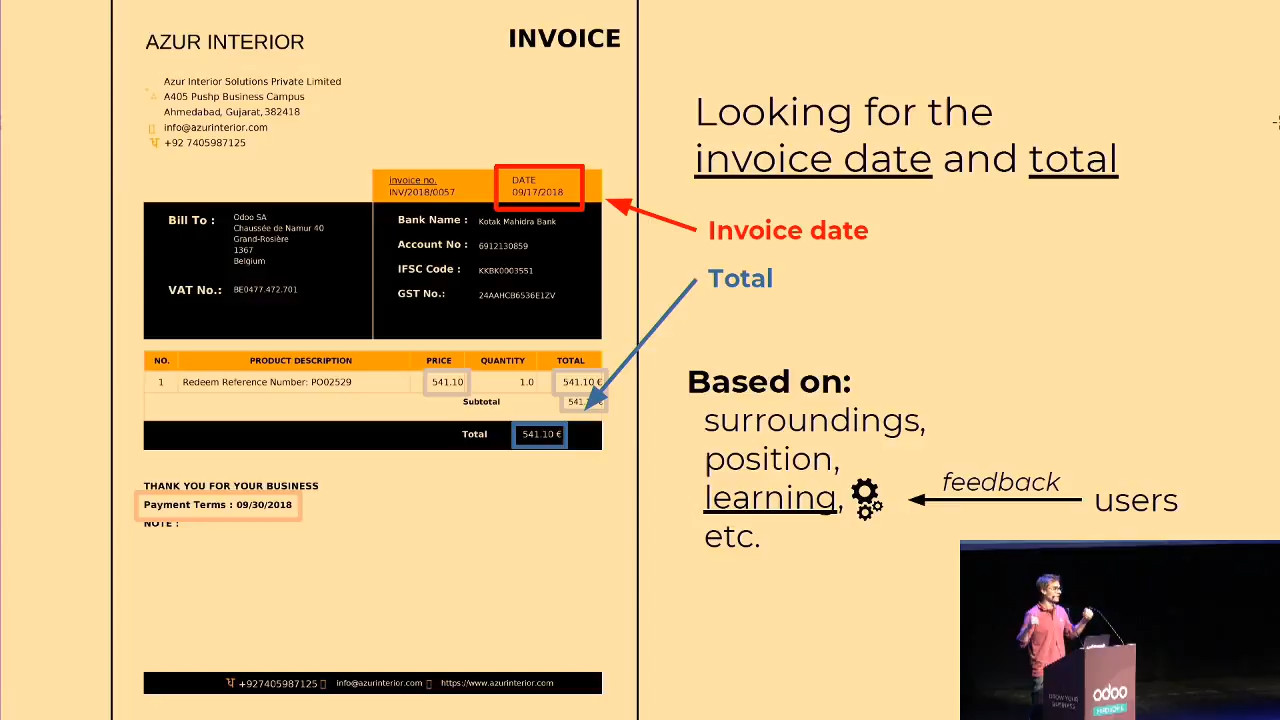 AZUR INTERIOR
INVOICE
Azur Interior Solutions Private Limited
A405 Pushp Business Campus
Ahmedabad, Gujarat,382418
info@azurinterior.com
+92 7405987125
Invoice no.
INV/2018/0057
DATE
09/17/2018
Bill To :
Odoo SA
Chaussée de Namur 40
Grand-Rosière
1367
Belgium
VAT No.: BE0477.472.701
Bank Name : Kotak Mahidra Bank
Account No : 6912130859
IFSC Code : KKBK0003551
GST No.: 24AAHCB6536E1ZV
NO. PRODUCT DESCRIPTION PRICE QUANTITY TOTAL
1 Redeem Reference Number: PO02529 541.10 1.0 541.10 €
Subtotal
Total 541.10 €
THANK YOU FOR YOUR BUSINESS
Payment Terms : 09/30/2018
NOTE :
+927405987125 info@azurinterior.com https://www.azurinterior.com
Looking for the
invoice date and total
Invoice date
Total
Based on:
surroundings,
position,
learning,
etc.
feedback
users
GROW YOUR
BUSINESS
odoo